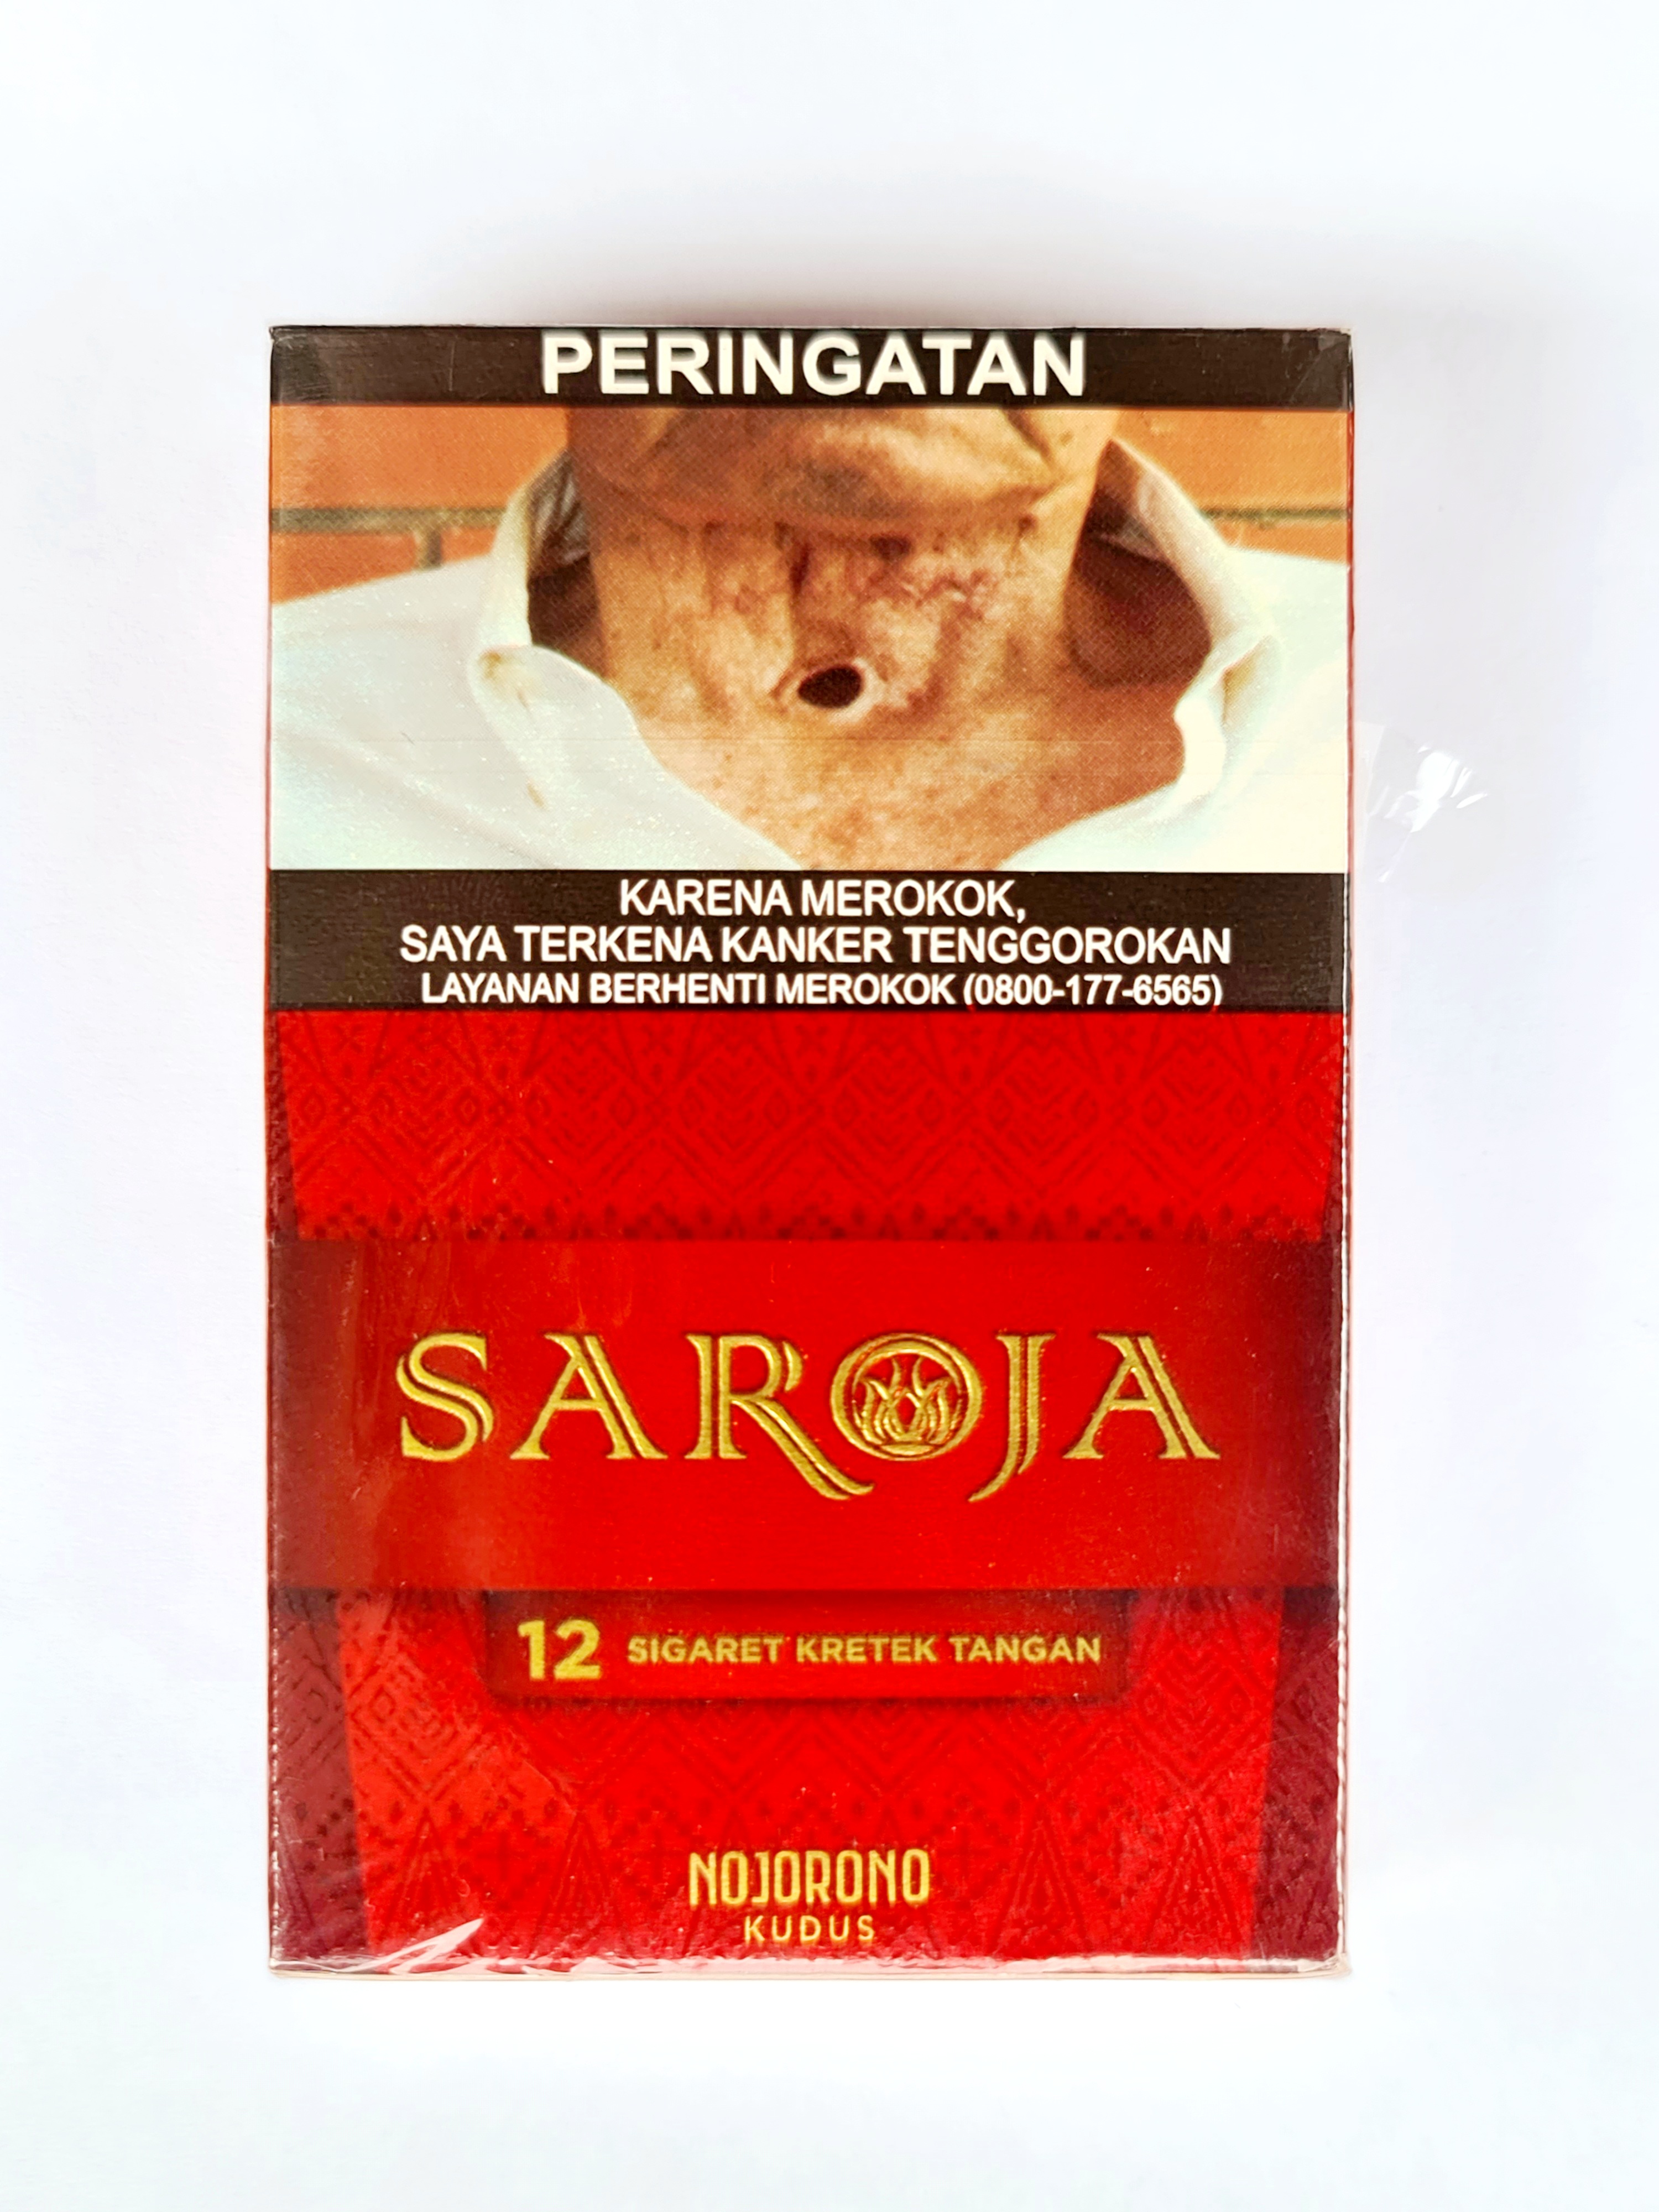 PERINGATAN
KARENA MEROKOK,
SAYA TERKENA KANKER TENGGOROKAN
LAYANAN BERHENTI MEROKOK (0800-177-6565)
SAROJA
12 SIGARET KRETEK TANGAN
NOJORONO
KUDUS